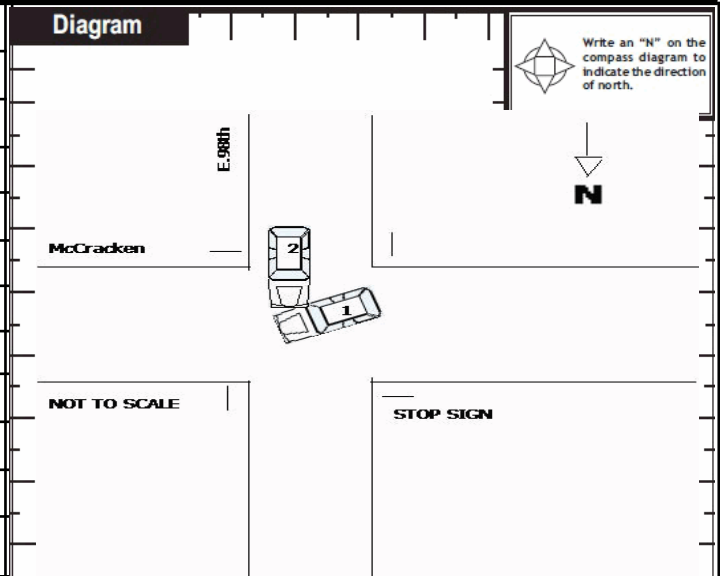 Diagram
Write an “N” on the
compass diagram to
indicate the direction
of north.
E.98th
N
McCracken
2
1
NOT TO SCALE
STOP SIGN